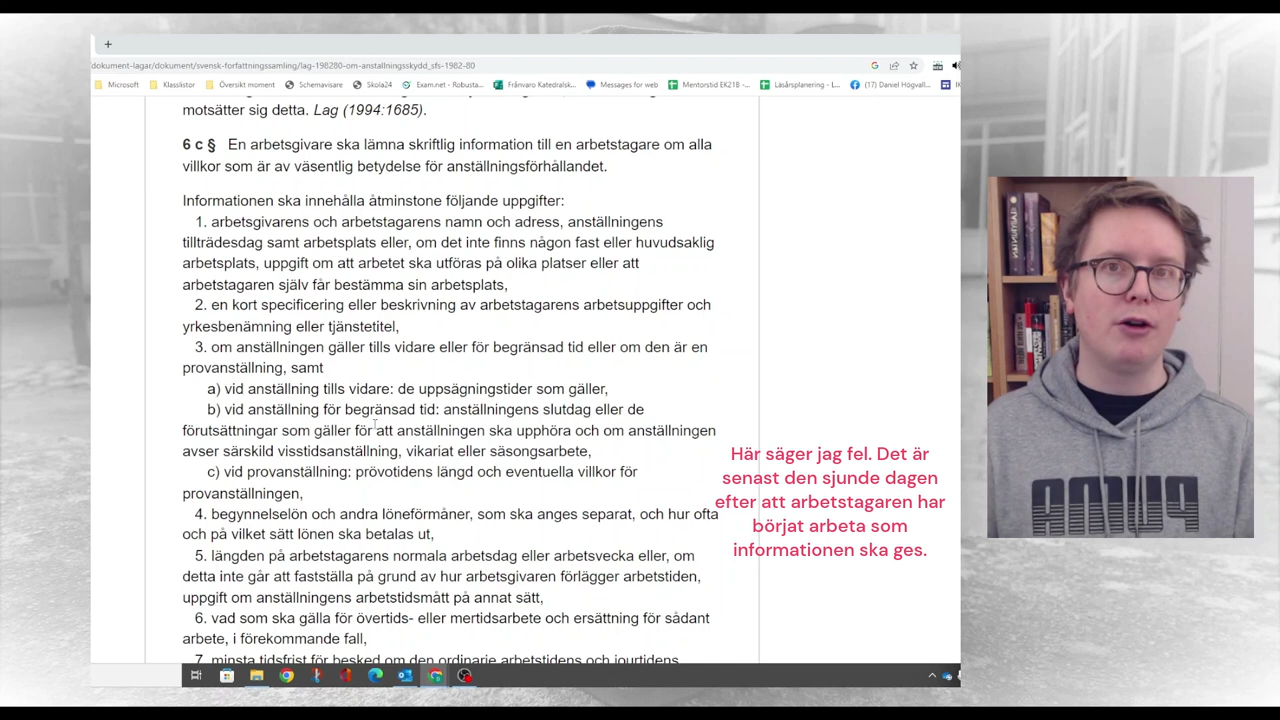 +
dokument-lagar/dokument/svensk-forfattningssamling/lag-198280-om-anstallningsskydd_sfs-1982-80
Microsoft Klasslistor Översikt moment Schemavisare Skola24 Exam.net - Robusta... Frånvaro Karlskoga F... Messages for web Mentorstid EK21B - ... Läsårsplanering - L... (17) Daniel Högvall...
motsätter sig detta. Lag (1994:1685).
6 c § En arbetsgivare ska lämna skriftlig information till en arbetstagare om alla
villkor som är av väsentlig betydelse för anställningsförhållandet.
Informationen ska innehålla åtminstone följande uppgifter:
1. arbetsgivarens och arbetstagarens namn och adress, anställningens
tillträdesdag samt arbetsplats eller, om det inte finns någon fast eller huvudsaklig
arbetsplats, uppgift om att arbetet ska utföras på olika platser eller att
arbetstagaren själv får bestämma sin arbetsplats,
2. en kort specificering eller beskrivning av arbetstagarens arbetsuppgifter och
yrkesbenämning eller tjänstetitel,
3. om anställningen gäller tills vidare eller för begränsad tid eller om den är en
provanställning, samt
a) vid anställning tills vidare: de uppsägningstider som gäller,
b) vid anställning för begränsad tid: anställningens slutdag eller de
förutsättningar som gäller för att anställningen ska upphöra och om anställningen
avser särskild visstidsanställning, vikariat eller säsongsarbete,
c) vid provanställning: prövotidens längd och eventuella villkor för
provanställningen,
4. begynnelselön och andra löneförmåner, som ska anges separat, och hur ofta
och på vilket sätt lönen ska betalas ut,
5. längden på arbetstagarens normala arbetsdag eller arbetsvecka eller, om
detta inte går att fastställa på grund av hur arbetsgivaren förlägger arbetstiden,
uppgift om anställningens arbetstidsmått på annat sätt,
6. vad som ska gälla för övertids- eller mertidsarbete och ersättning för sådant
arbete, i förekommande fall,
7. minsta tidsfrist för besked om den ordinarie arbetstidens och jourtidens
Här säger jag fel. Det är
senast den sjunde dagen
efter att arbetstagaren har
börjat arbeta som
informationen ska ges.